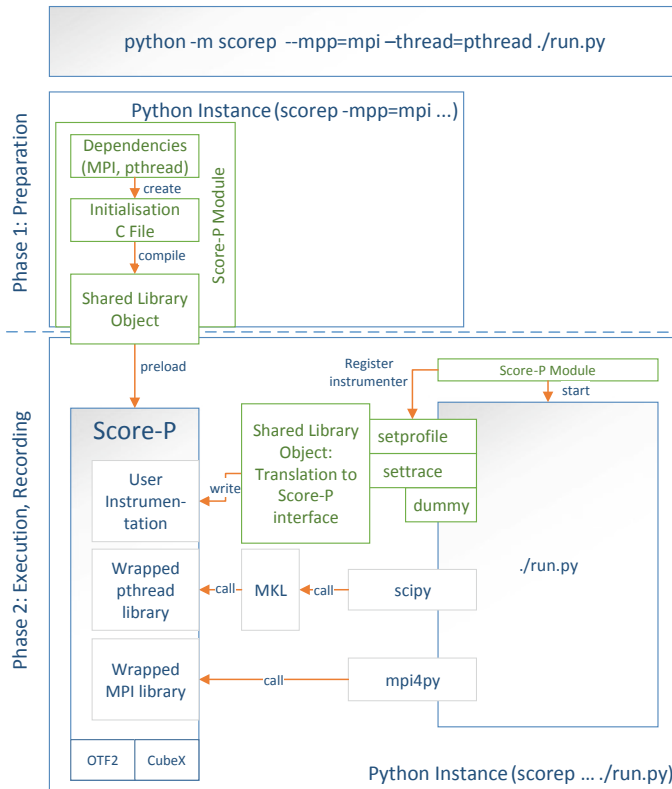 python -m scorep --mpp=mpi –thread=pthread ./run.py
Phase 1: Preparation
Python Instance (scorep -mpp=mpi ...)
Dependencies
(MPI, pthread)
create
Initialisation
C File
compile
Shared Library
Object
Score-P Module
Phase 2: Execution, Recording
preload
Register
instrumenter
Score-P Module
start
Score-P
Shared Library
Object:
Translation to
Score-P
interface
setprofile
settrace
dummy
User
Instrumen-
tation
write
./run.py
Wrapped
pthread
library
call
MKL
call
scipy
Wrapped
MPI library
call
mpi4py
OTF2
CubeX
Python Instance (scorep ... ./run.py)